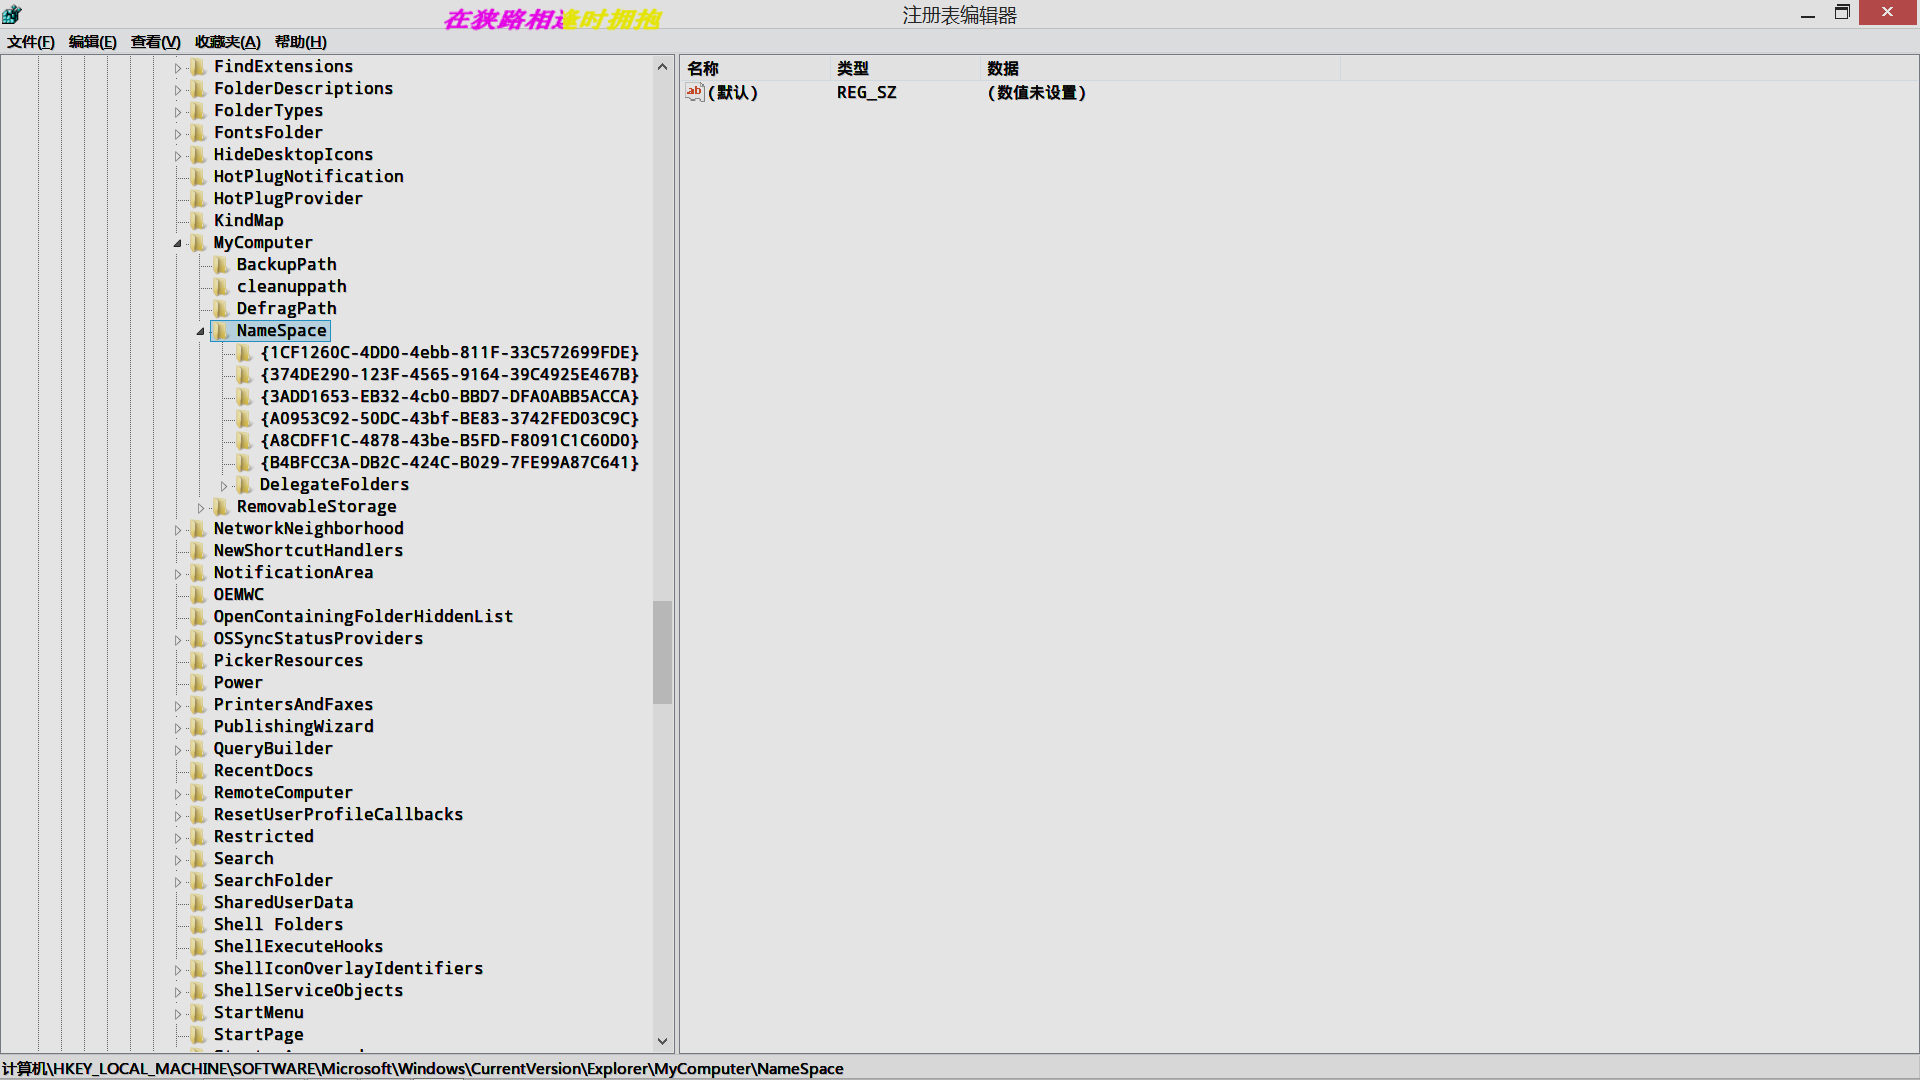 在狭路相逢时拥抱
注册表编辑器
文件(F) 编辑(E) 查看(V) 收藏夹(A) 帮助(H)
FindExtensions
FolderDescriptions
FolderTypes
FontsFolder
HideDesktopIcons
HotPlugNotification
HotPlugProvider
KindMap
MyComputer
BackupPath
cleanuppath
DefragPath
NameSpace
{1CF1260C-4DD0-4ebb-811F-33C572699FDE}
{374DE290-123F-4565-9164-39C4925E467B}
{3ADD1653-EB32-4cb0-BBD7-DFA0ABB5ACCA}
{A0953C92-50DC-43bf-BE83-3742FED03C9C}
{A8CDFF1C-4878-43be-B5FD-F8091C1C60D0}
{B4BFCC3A-DB2C-424C-B029-7FE99A87C641}
DelegateFolders
RemovableStorage
NetworkNeighborhood
NewShortcutHandlers
NotificationArea
OEMWC
OpenContainingFolderHiddenList
OSSyncStatusProviders
PickerResources
Power
PrintersAndFaxes
PublishingWizard
QueryBuilder
RecentDocs
RemoteComputer
ResetUserProfileCallbacks
Restricted
Search
SearchFolder
SharedUserData
Shell Folders
ShellExecuteHooks
ShellIconOverlayIdentifiers
ShellServiceObjects
StartMenu
StartPage
名称 类型 数据
(默认) REG_SZ (数值未设置)
计算机\HKEY_LOCAL_MACHINE\SOFTWARE\Microsoft\Windows\CurrentVersion\Explorer\MyComputer\NameSpace